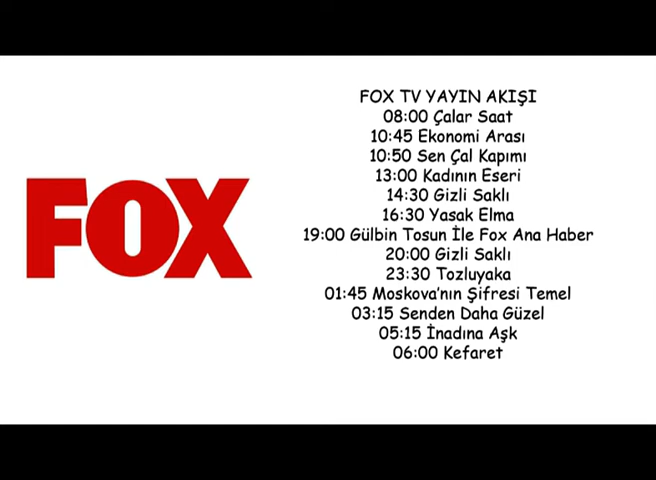 FOX
FOX TV YAYIN AKIŞI
08:00 Çalar Saat
10:45 Ekonomi Arası
10:50 Sen Çal Kapımı
13:00 Kadının Eseri
14:30 Gizli Saklı
16:30 Yasak Elma
19:00 Gülbin Tosun İle Fox Ana Haber
20:00 Gizli Saklı
23:30 Tozluyaka
01:45 Moskova'nın Şifresi Temel
03:15 Senden Daha Güzel
05:15 İnadına Aşk
06:00 Kefaret